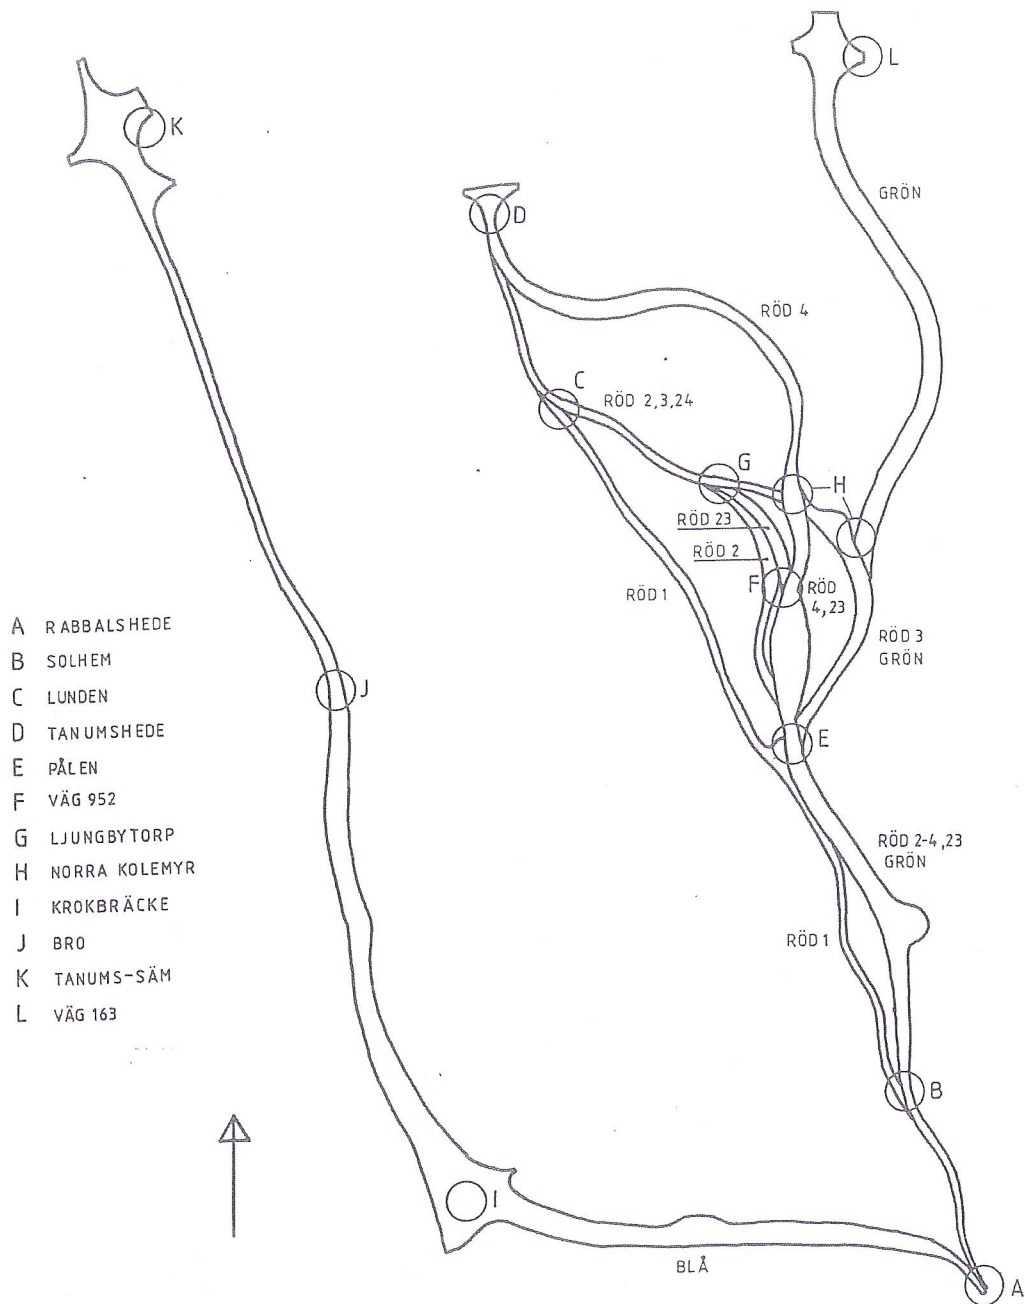 L
K
GRÖN
D
RÖD 4
C
RÖD 2,3,24
G
H
RÖD 23
RÖD 2
F
RÖD
4,23
RÖD 1
RÖD 3
GRÖN
J
E
A RABBALSHEDE
B SOLHEM
C LUNDEN
D TANUMSHEDE
E PÅLEN
F VÄG 952
G LJUNGBYTORP
H NORRA KOLEMYR
I KROKBRÄCKE
J BRO
K TANUMS-SÄM
L VÄG 163
RÖD 2-4,23
GRÖN
RÖD 1
B
I
BLÅ
A